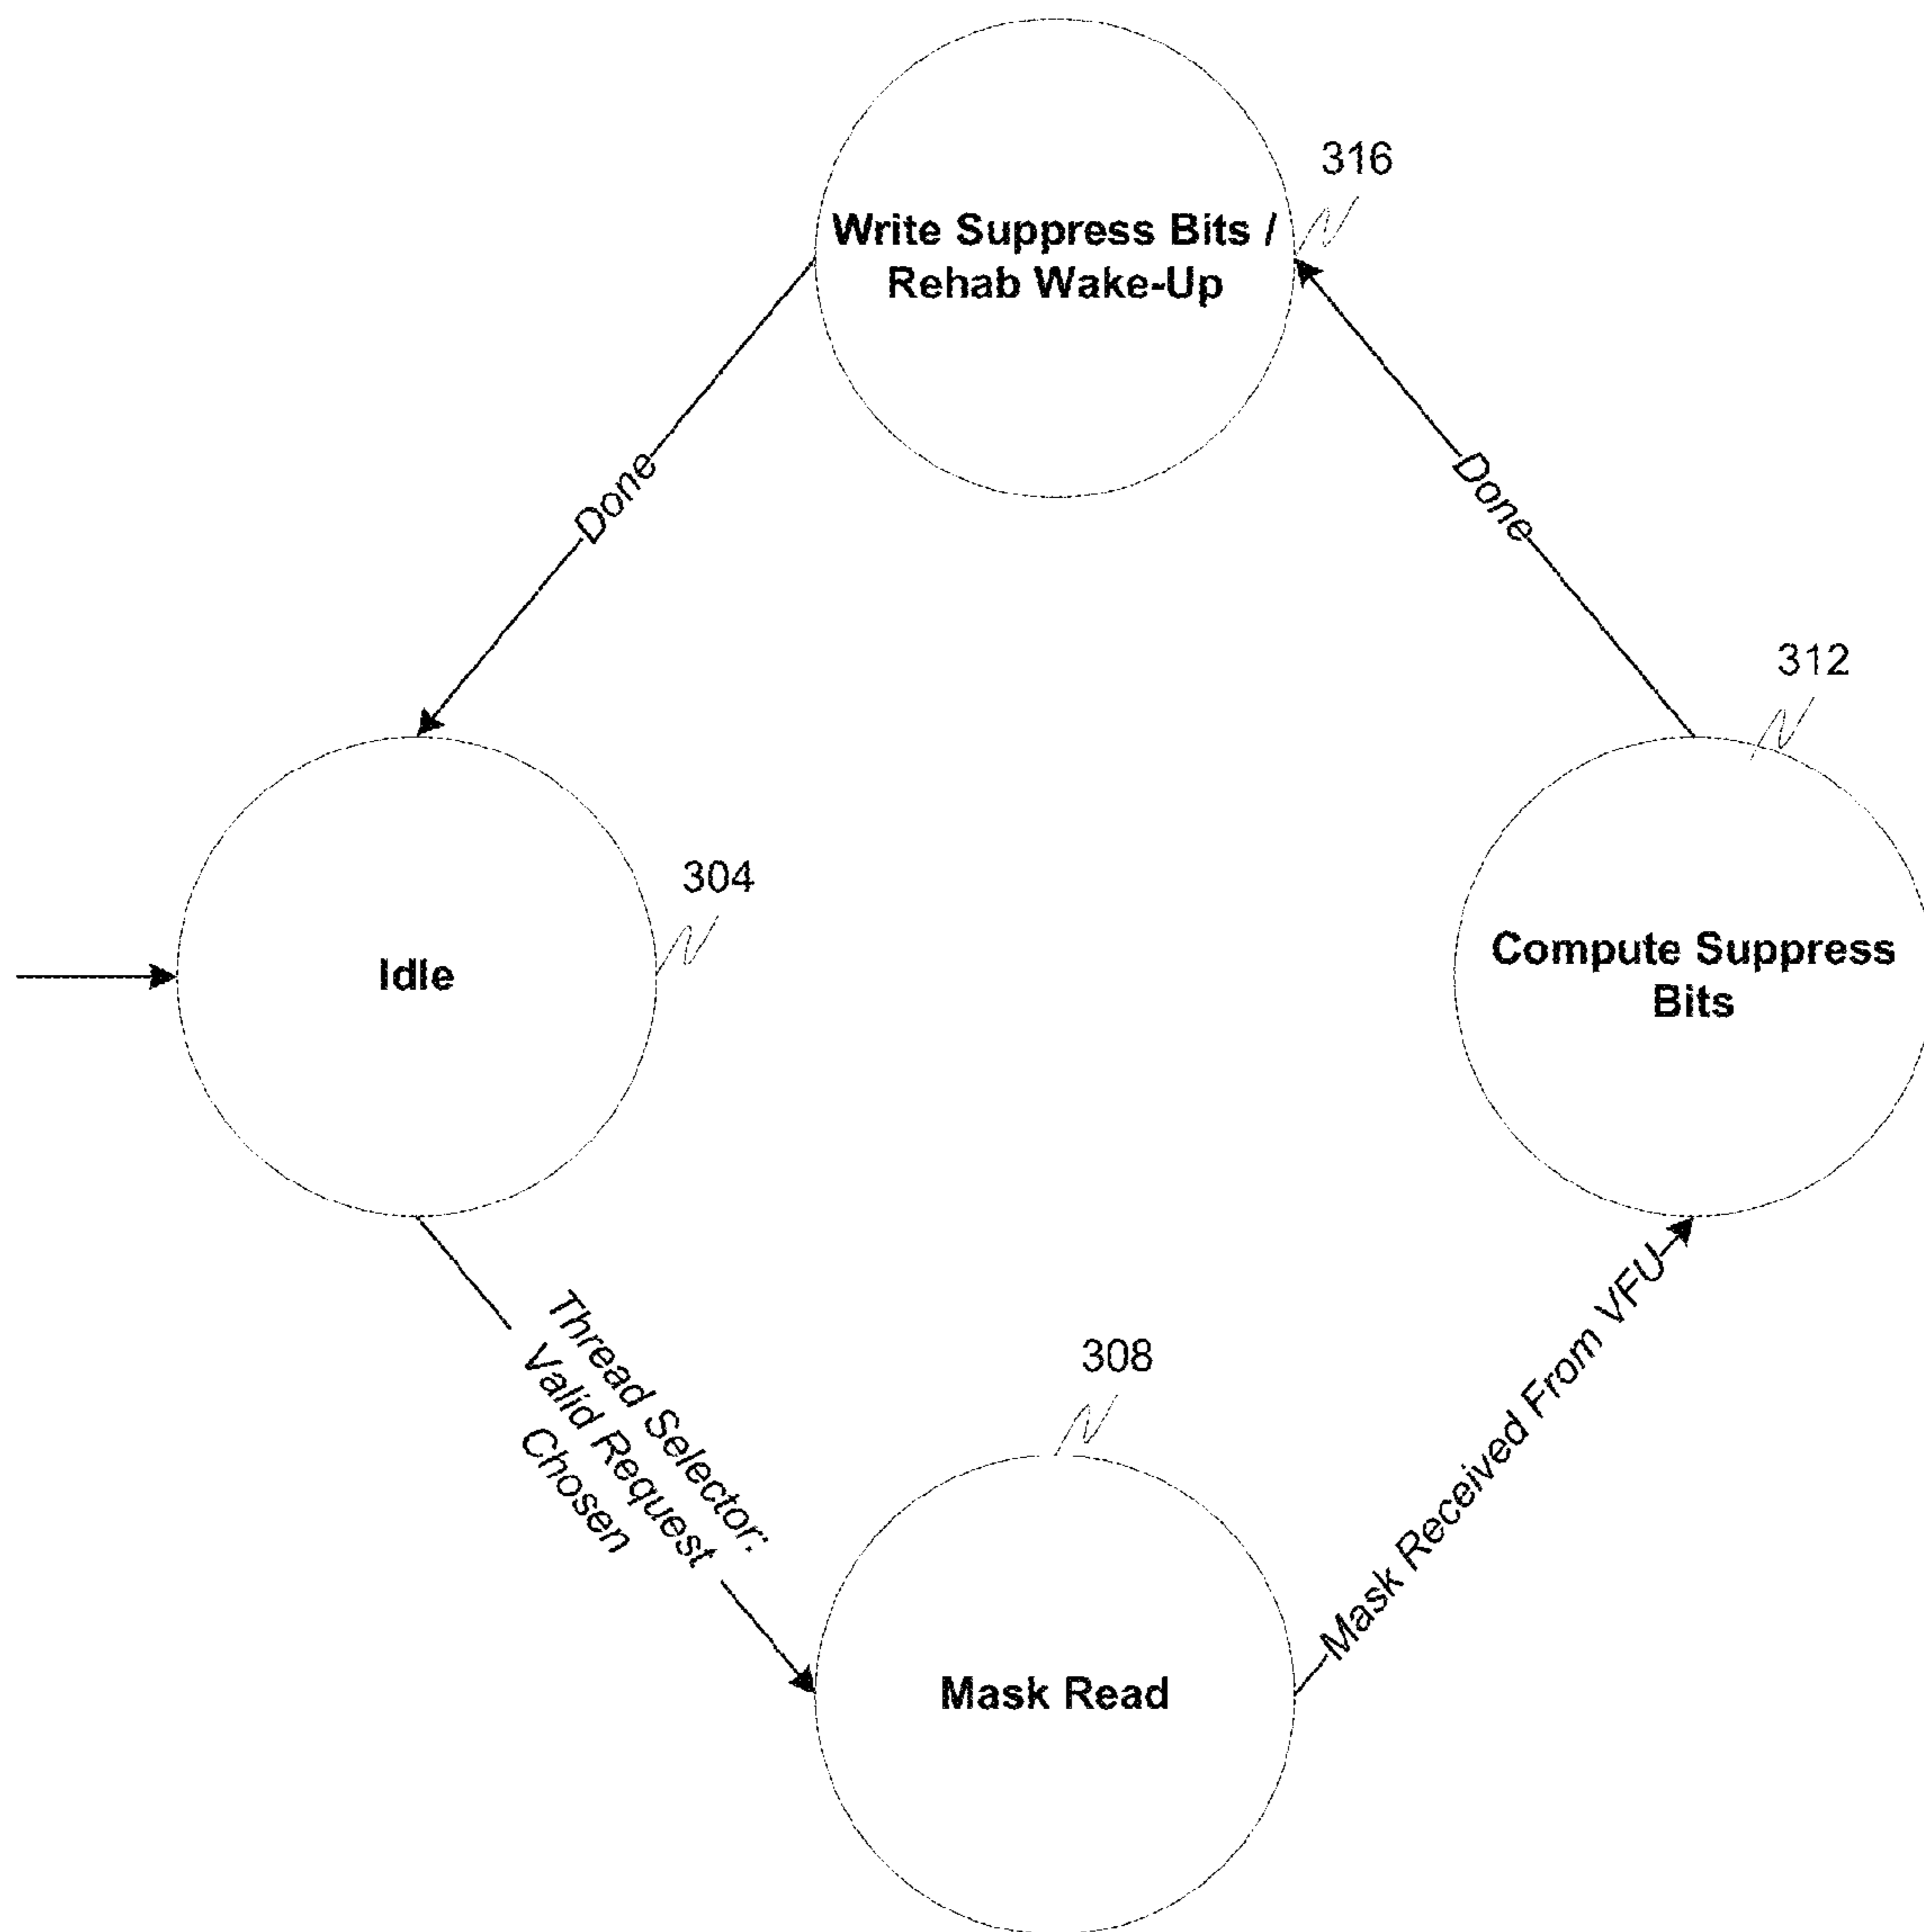 316
Write Suppress Bits /
Rehab Wake-Up
Done
Done
312
304
Idle
Compute Suppress
Bits
Thread Selector:
Valid Request
Chosen
308
Mask Received From VFU
Mask Read